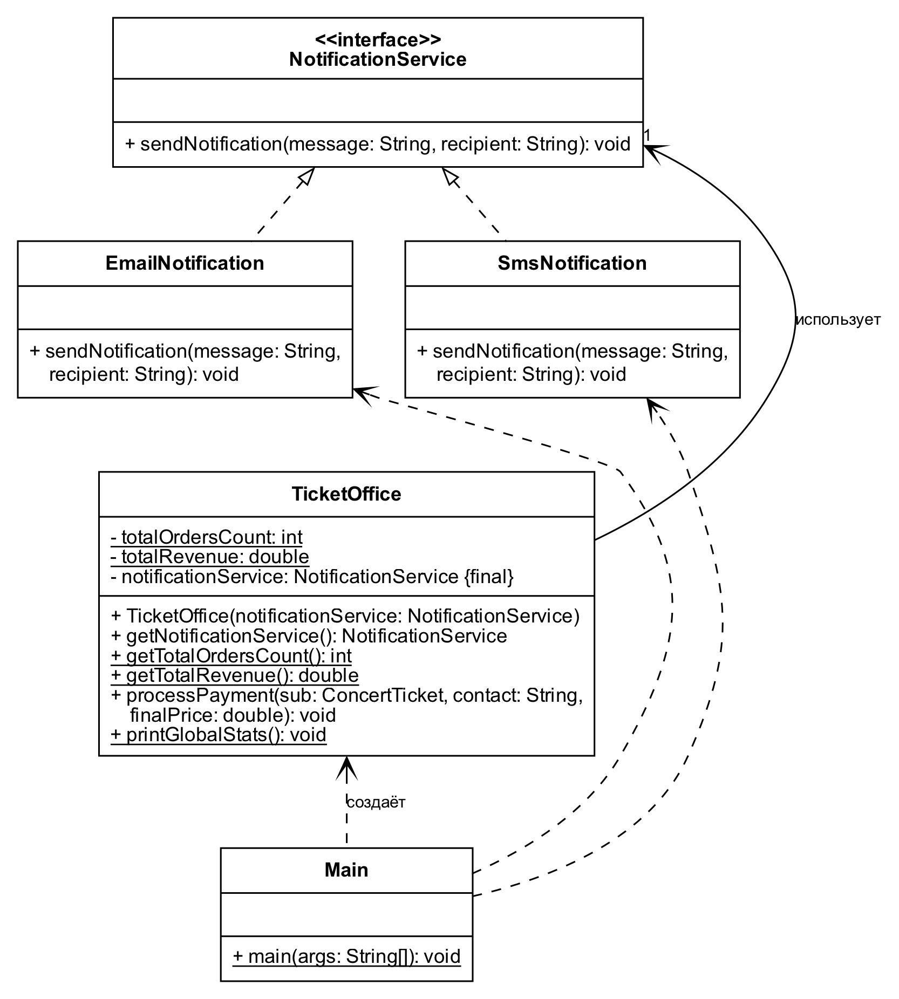 <<interface>>
NotificationService
+ sendNotification(message: String, recipient: String): void
1
EmailNotification
+ sendNotification(message: String,
recipient: String): void
SmsNotification
+ sendNotification(message: String,
recipient: String): void
использует
TicketOffice
- totalOrdersCount: int
- totalRevenue: double
- notificationService: NotificationService {final}
+ TicketOffice(notificationService: NotificationService)
+ getNotificationService(): NotificationService
+ getTotalOrdersCount(): int
+ getTotalRevenue(): double
+ processPayment(sub: ConcertTicket, contact: String,
finalPrice: double): void
+ printGlobalStats(): void
создаёт
Main
+ main(args: String[]): void